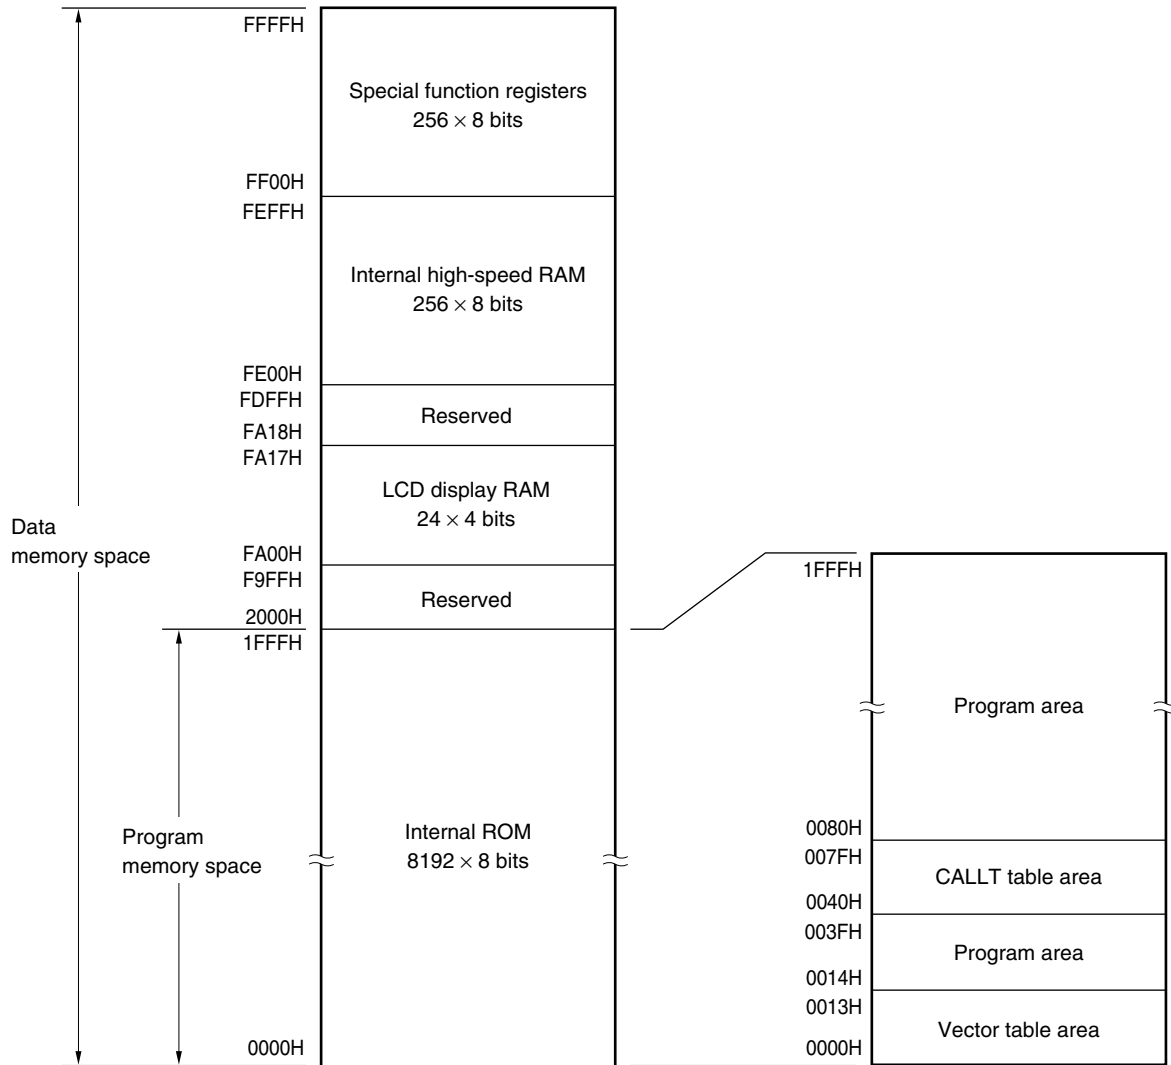 FFFFH
Special function registers
256 × 8 bits
FF00H
FEFFH
Internal high-speed RAM
256 × 8 bits
FE00H
FDFFH
Reserved
FA18H
FA17H
LCD display RAM
24 × 4 bits
Data
memory space
FA00H
F9FFH
Reserved
2000H
1FFFH
Program
memory space
Internal ROM
8192 × 8 bits
0000H
1FFFH
Program area
0080H
007FH
CALLT table area
0040H
003FH
Program area
0014H
0013H
Vector table area
0000H